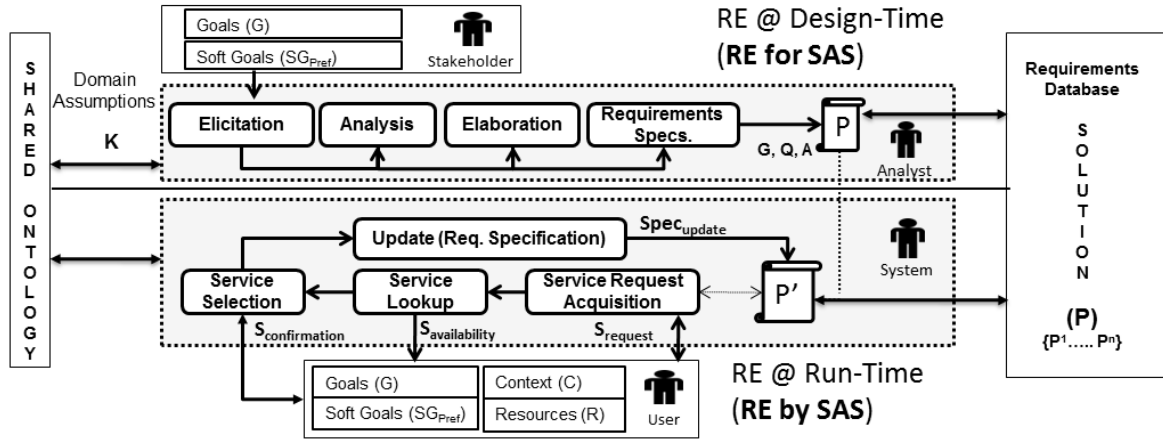 Goals (G)
Soft Goals (SGPref)
Stakeholder
RE @ Design-Time
(RE for SAS)
SHARED ONTOLOGY
Domain
Assumptions
K
Elicitation
Analysis
Elaboration
Requirements
Specs.
G, Q, A
P
Analyst
Requirements
Database
SOLUTION
(P)
{P1..... Pn}
Update (Req. Specification)
Specupdate
System
Service
Selection
Service
Lookup
Service Request
Acquisition
P’
Sconfirmation
Savailability
Srequest
Goals (G)
Soft Goals (SGPref)
Context (C)
Resources (R)
User
RE @ Run-Time
(RE by SAS)